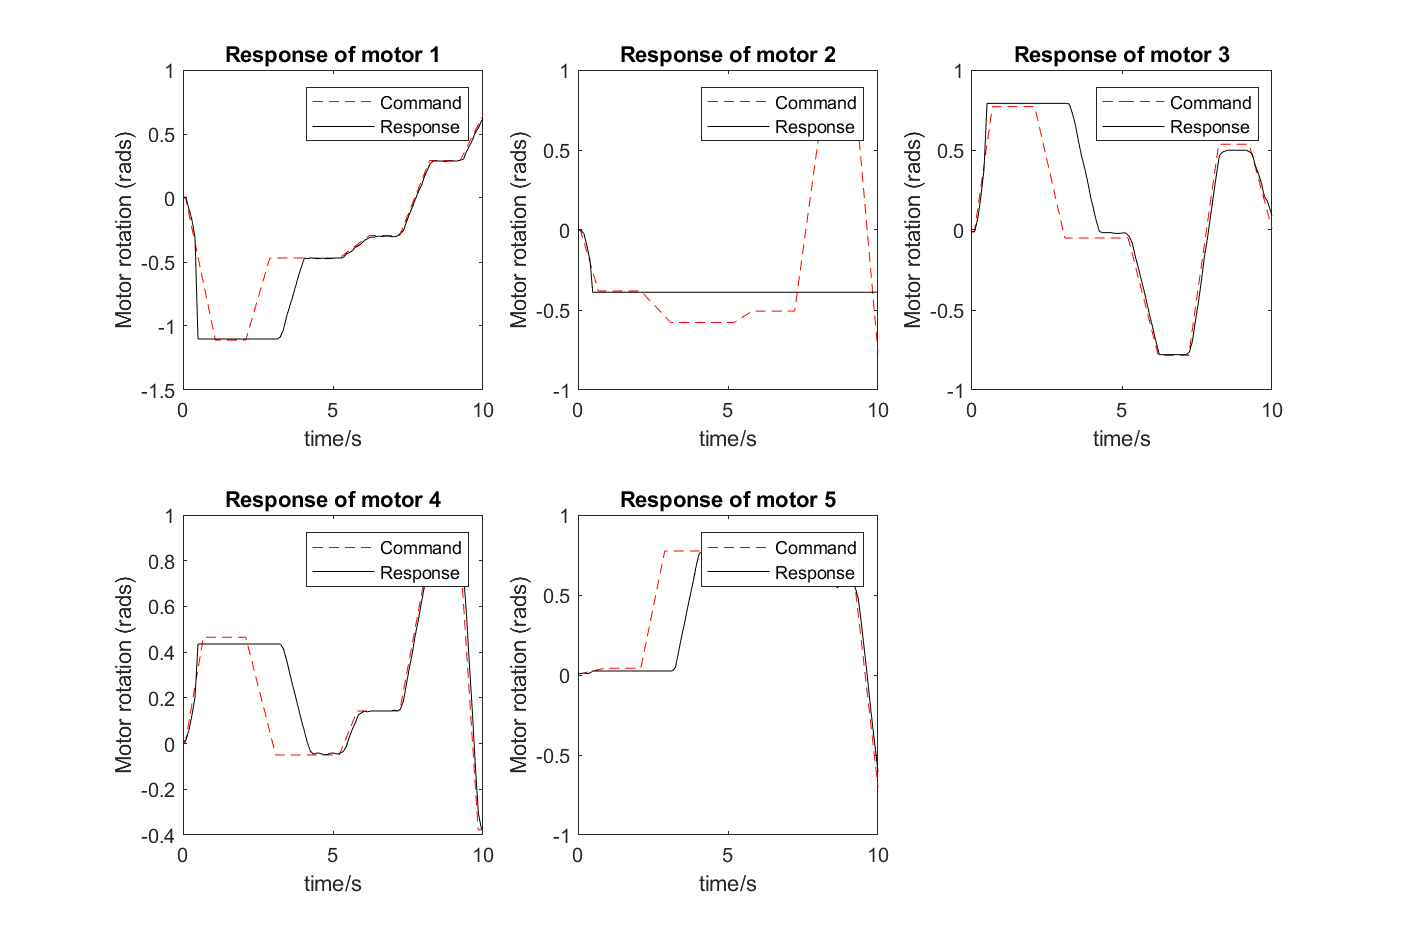 Response of motor 1
1
0.5
0
-0.5
-1
-1.5
Motor rotation (rads)
Command
Response
0
5
10
time/s
Response of motor 2
1
0.5
0
-0.5
-1
Motor rotation (rads)
Command
Response
0
5
10
time/s
Response of motor 3
1
0.5
0
-0.5
-1
Motor rotation (rads)
Command
Response
0
5
10
time/s
Response of motor 4
1
0.8
0.6
0.4
0.2
0
-0.2
-0.4
Motor rotation (rads)
Command
Response
0
5
10
time/s
Response of motor 5
1
0.5
0
-0.5
-1
Motor rotation (rads)
Command
Response
0
5
10
time/s